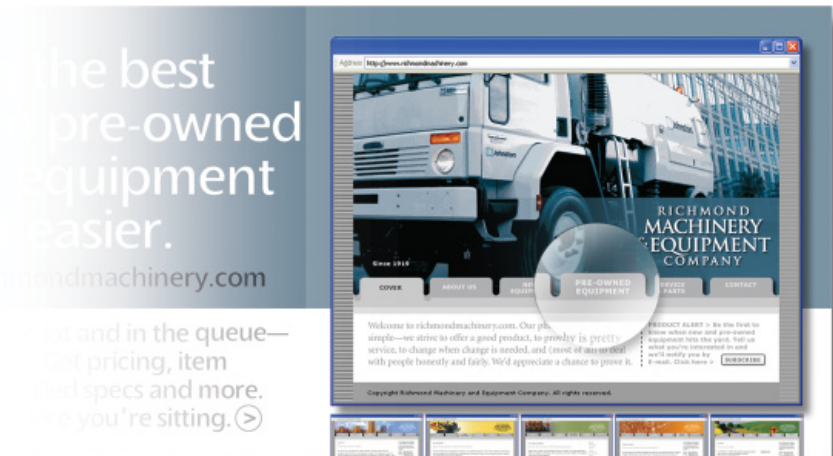 the best
pre-owned
equipment
easier.
mondmachinery.com
and in the queue—
pricing, item
specs and more.
you're sitting.
Address http://www.richmondmachinery.com
Johnston
Johnston
Since 1919
RICHMOND
MACHINERY
& EQUIPMENT
COMPANY
COVER
ABOUT US
PRE-OWNED
EQUIPMENT
PARTS
CONTACT
Welcome to richmondmachinery.com. Our
simple—we strive to offer a good product, to is pretty
service, to change when change is needed, and (most of all) to deal
with people honestly and fairly. We'd appreciate a chance to prove it.
PRODUCT ALERT > Be the first to
know when new and pre-owned
equipment hits the yard. Tell us
what you're interested in and
we'll notify you by
E-mail. Click here >
SUBSCRIBE
Copyright Richmond Machinery and Equipment Company. All rights reserved.